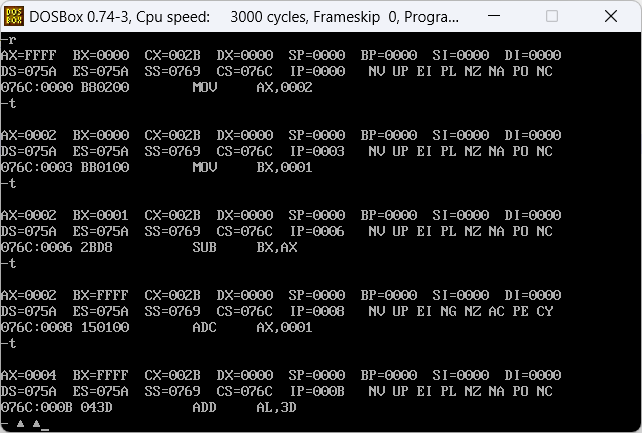 DOS BOX DOSBox 0.74-3, Cpu speed: 3000 cycles, Frameskip 0, Progra...
-r
AX=FFFF BX=0000 CX=002B DX=0000 SP=0000 BP=0000 SI=0000 DI=0000
DS=075A ES=075A SS=0769 CS=076C IP=0000 NV UP EI PL NZ NA PO NC
076C:0000 B80200 MOV AX,0002
-t
AX=0002 BX=0000 CX=002B DX=0000 SP=0000 BP=0000 SI=0000 DI=0000
DS=075A ES=075A SS=0769 CS=076C IP=0003 NV UP EI PL NZ NA PO NC
076C:0003 BB0100 MOV BX,0001
-t
AX=0002 BX=0001 CX=002B DX=0000 SP=0000 BP=0000 SI=0000 DI=0000
DS=075A ES=075A SS=0769 CS=076C IP=0006 NV UP EI PL NZ NA PO NC
076C:0006 2BD8 SUB BX,AX
-t
AX=0002 BX=FFFF CX=002B DX=0000 SP=0000 BP=0000 SI=0000 DI=0000
DS=075A ES=075A SS=0769 CS=076C IP=0008 NV UP EI NG NZ AC PE CY
076C:0008 150100 ADC AX,0001
-t
AX=0004 BX=FFFF CX=002B DX=0000 SP=0000 BP=0000 SI=0000 DI=0000
DS=075A ES=075A SS=0769 CS=076C IP=000B NV UP EI PL NZ NA PO NC
076C:000B 043D ADD AL,3D
- ▲ ▲_